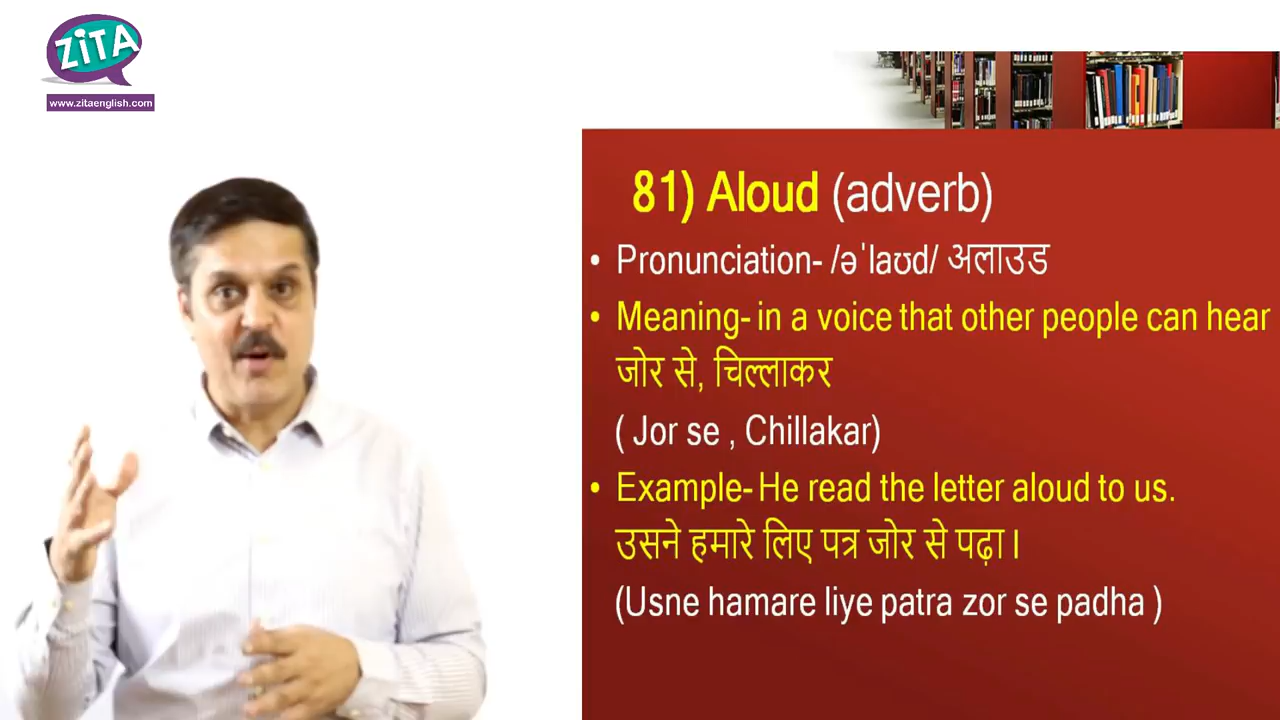 ZiTA
www.zitaenglish.com
81) Aloud (adverb)
• Pronunciation- /əˈlaʊd/ अलाउड
• Meaning- in a voice that other people can hear
जोर से, चिल्लाकर
( Jor se , Chillakar)
• Example- He read the letter aloud to us.
उसने हमारे लिए पत्र जोर से पढ़ा ।
(Usne hamare liye patra zor se padha )